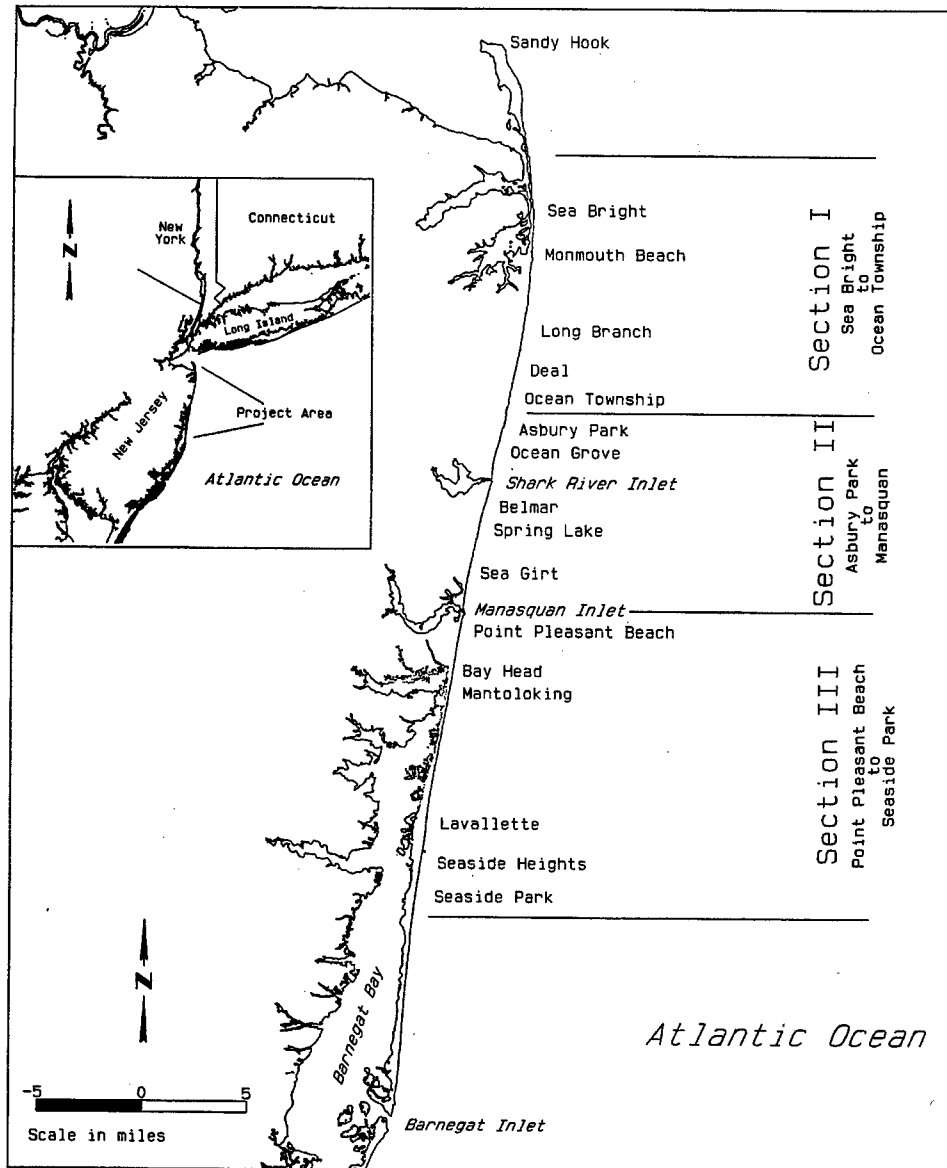 Sandy Hook
Sea Bright
Monmouth Beach
Long Branch
Deal
Ocean Township
Asbury Park
Ocean Grove
Shark River Inlet
Belmar
Spring Lake
Sea Girt
Manasquan Inlet
Point Pleasant Beach
Bay Head
Mantoloking
Lavallette
Seaside Heights
Seaside Park
Barnegat Bay
Barnegat Inlet
Atlantic Ocean
Section I
Sea Bright
to
Ocean Township
Section II
Asbury Park
to
Manasquan
Section III
Point Pleasant Beach
to
Seaside Park
N
New
York
Connecticut
Long Island
Project Area
New Jersey
Atlantic Ocean
N
-5 0 5
Scale in miles